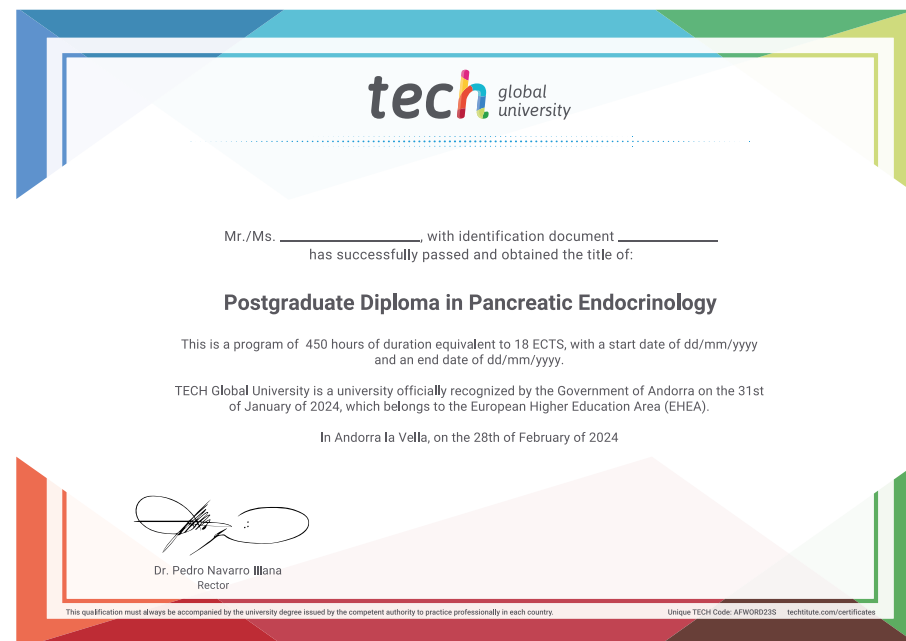 tech global university
Mr./Ms. ____________, with identification document ____________
has successfully passed and obtained the title of:
Postgraduate Diploma in Pancreatic Endocrinology
This is a program of 450 hours of duration equivalent to 18 ECTS, with a start date of dd/mm/yyyy
and an end date of dd/mm/yyyy.
TECH Global University is a university officially recognized by the Government of Andorra on the 31st
of January of 2024, which belongs to the European Higher Education Area (EHEA).
In Andorra la Vella, on the 28th of February of 2024
Dr. Pedro Navarro Illana
Rector
This qualification must always be accompanied by the university degree issued by the competent authority to practice professionally in each country.
Unique TECH Code: AFWORD23S techtitute.com/certificates